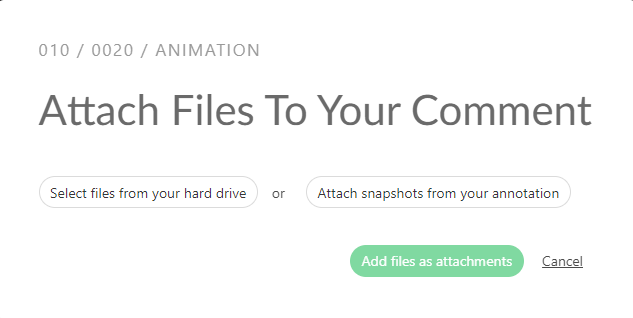 010 / 0020 / ANIMATION
Attach Files To Your Comment
Select files from your hard drive or Attach snapshots from your annotation
Add files as attachments Cancel